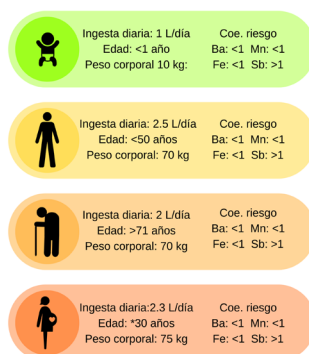 Ingesta diaria: 1 L/día
Edad: <1 año
Peso corporal 10 kg:
Coe. riesgo
Ba: <1 Mn: <1
Fe: <1 Sb: >1
Ingesta diaria: 2.5 L/día
Edad: <50 años
Peso corporal: 70 kg
Coe. riesgo
Ba: <1 Mn: <1
Fe: <1 Sb: >1
Ingesta diaria: 2 L/día
Edad: >71 años
Peso corporal: 70 kg
Coe. riesgo
Ba: <1 Mn: <1
Fe: <1 Sb: >1
Ingesta diaria:2.3 L/día
Edad: *30 años
Peso corporal: 75 kg
Coe. riesgo
Ba: <1 Mn: <1
Fe: <1 Sb: >1